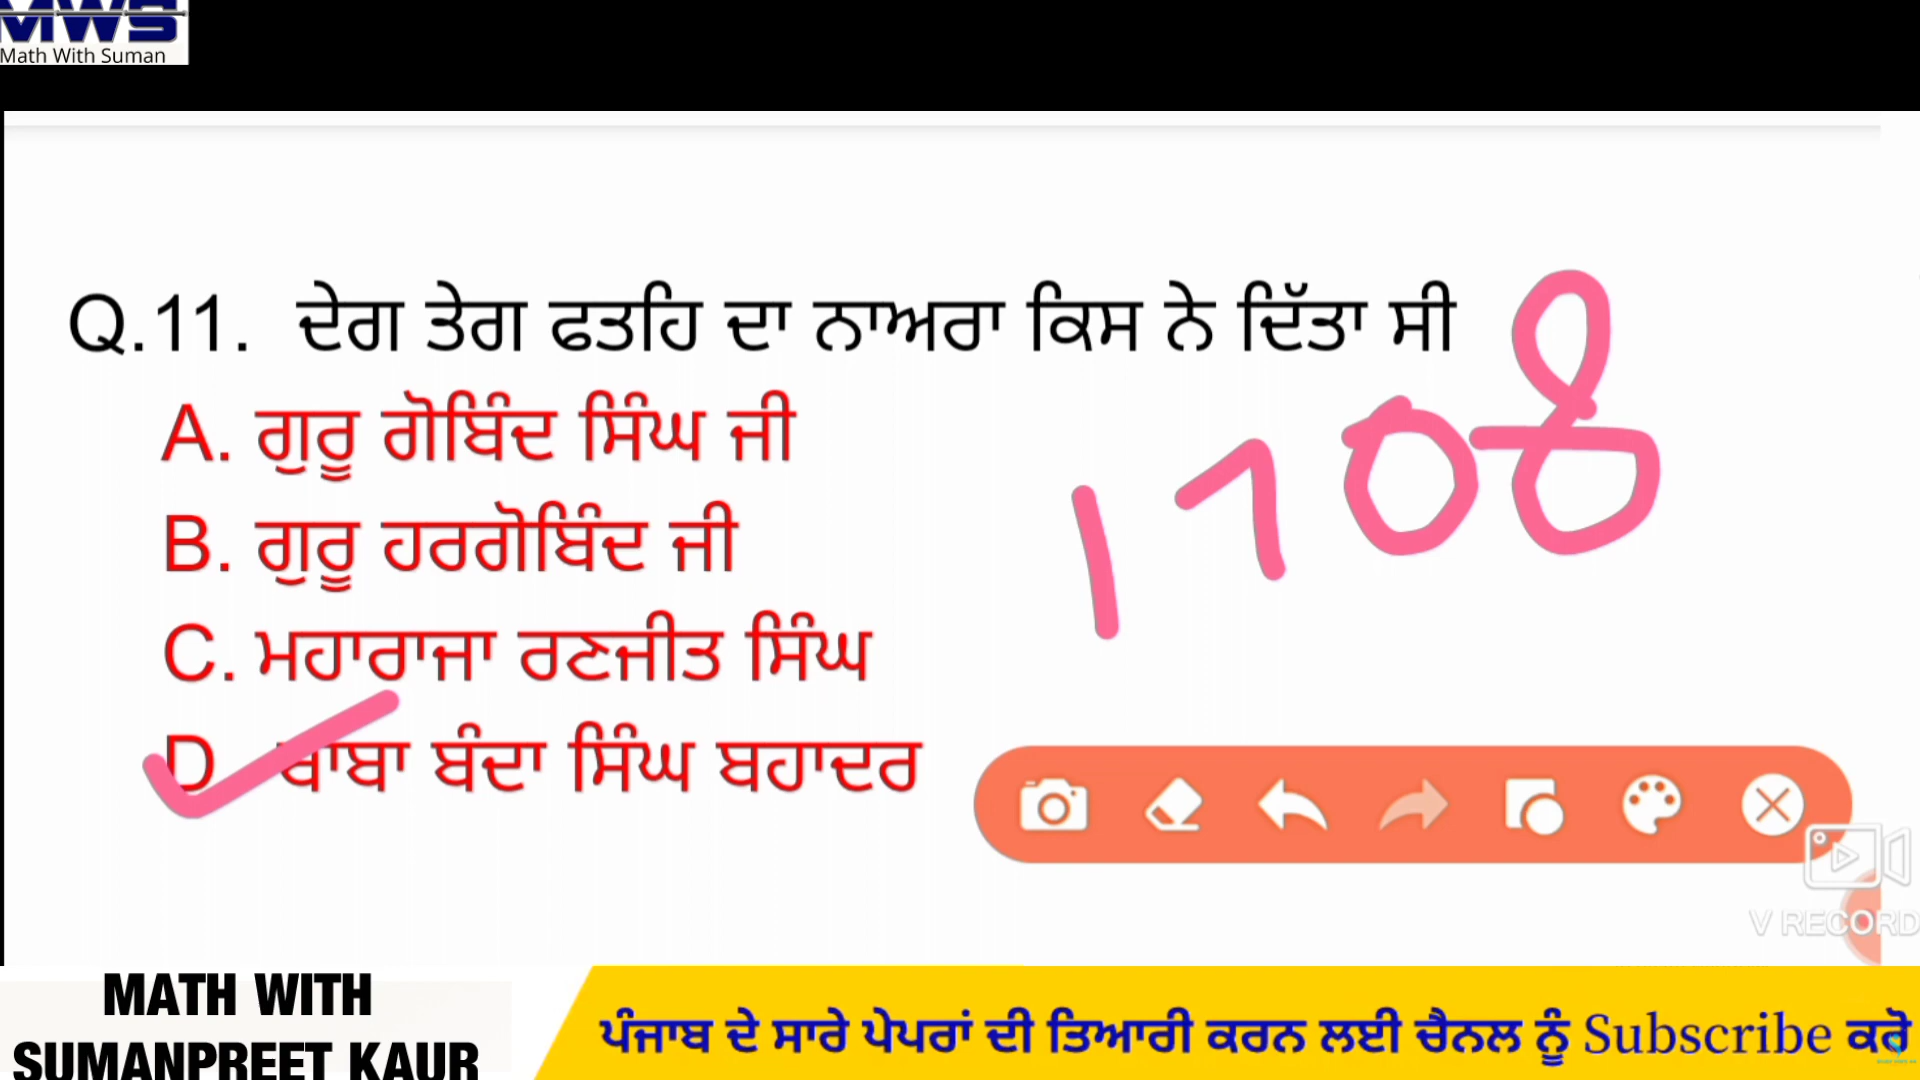 MWS
Math With Suman
Q.11. ਦੇਗ ਤੇਗ ਫਤਹਿ ਦਾ ਨਾਅਰਾ ਕਿਸ ਨੇ ਦਿੱਤਾ ਸੀ
A. ਗੁਰੂ ਗੋਬਿੰਦ ਸਿੰਘ ਜੀ
B. ਗੁਰੂ ਹਰਗੋਬਿੰਦ ਜੀ
C. ਮਹਾਰਾਜਾ ਰਣਜੀਤ ਸਿੰਘ
D. ਬਾਬਾ ਬੰਦਾ ਸਿੰਘ ਬਹਾਦਰ
1708
V RECORD
MATH WITH
SUMANPREET KAUR
ਪੰਜਾਬ ਦੇ ਸਾਰੇ ਪੇਪਰਾਂ ਦੀ ਤਿਆਰੀ ਕਰਨ ਲਈ ਚੈਨਲ ਨੂੰ Subscribe ਕਰੋ